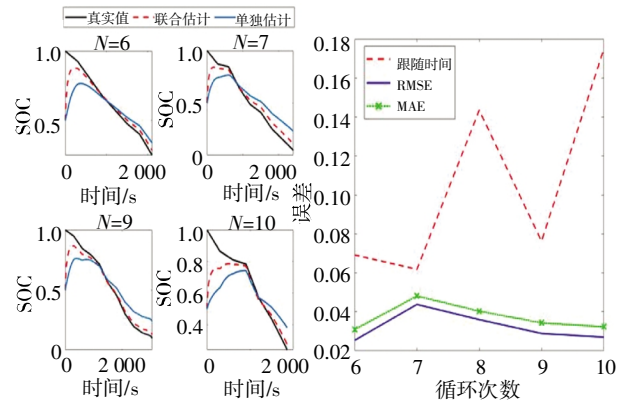 真实值 联合估计 单独估计
N=6
N=7
1.0
0.5
SOC
0 2 000
时间/s
1.0
0.5
0
SOC
0 2 000
时间/s
N=9
N=10
1.0
0.5
0
SOC
0 2 000
时间/s
1.0
0.8
0.6
0.4
SOC
0 2 000
时间/s
跟随时间
RMSE
MAE
0.18
0.16
0.14
0.12
0.10
0.08
0.06
0.04
0.02
误差
6 7 8 9 10
循环次数